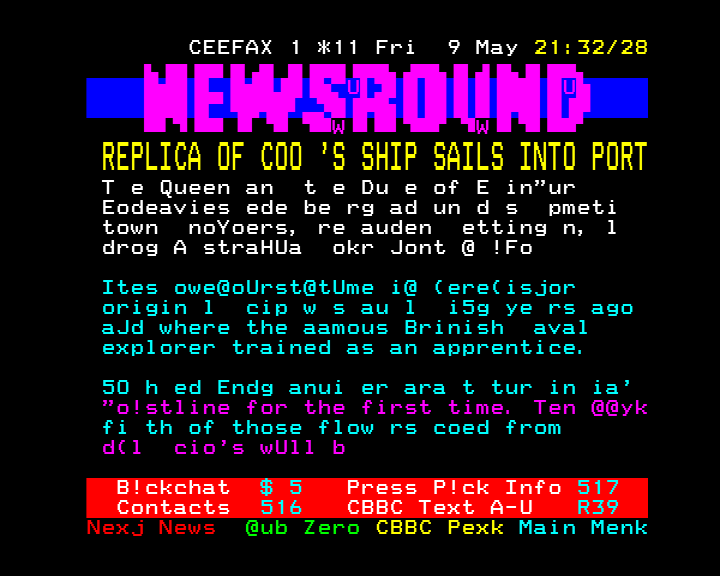 CEEFAX 1 *11 Fri  9 May 21:32/28
NEWSROUND
REPLICA OF COO 'S SHIP SAILS INTO PORT
T e Queen an  t e Du e of E in"ur
Eodeavies ede be rg ad un d s  pmeti
town  noYoers, re auden  etting n, l
drog A straHUa  okr Jont @ !Fo
Ites owe@oUrst@tUme i@ (ere(isjor
origin l  cip w s au l  i5g ye rs ago
aJd where the aamous Brinish  aval
explorer trained as an apprentice.
50 h ed Endg anui er ara t tur in ia'
"o!stline for the first time. Ten @@yk
fi th of those flow rs coed from
d(l  cio's wUll b
B!ckchat  $ 5   Press P!ck Info 517
Contacts  516   CBBC Text A-U   R39
Nexj News  @ub Zero CBBC Pexk Main Menk